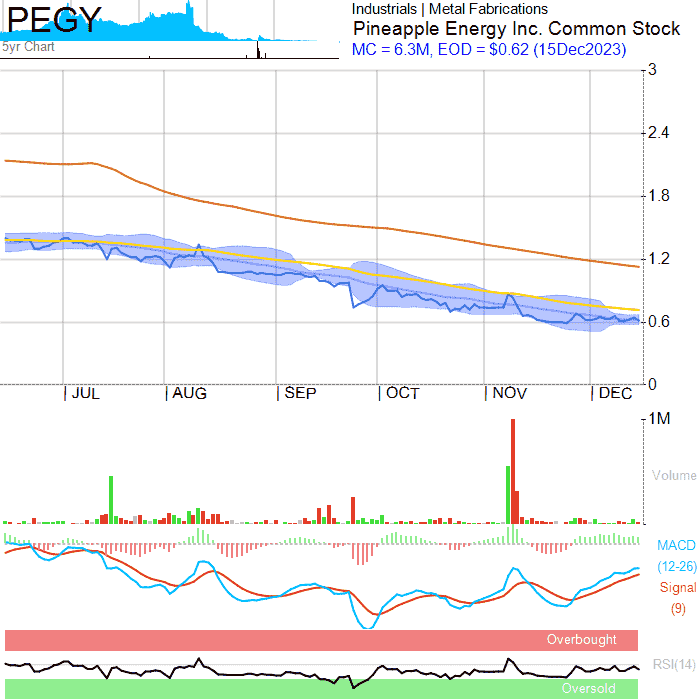 PEGY
5yr Chart
Industrials | Metal Fabrications
Pineapple Energy Inc. Common Stock
MC = 6.3M, EOD = $0.62 (15Dec2023)
3
2.4
1.8
1.2
0.6
0
| JUL | AUG | SEP | OCT | NOV | DEC
1M
Volume
MACD
(12-26)
Signal
(9)
Overbought
RSI(14)
Oversold